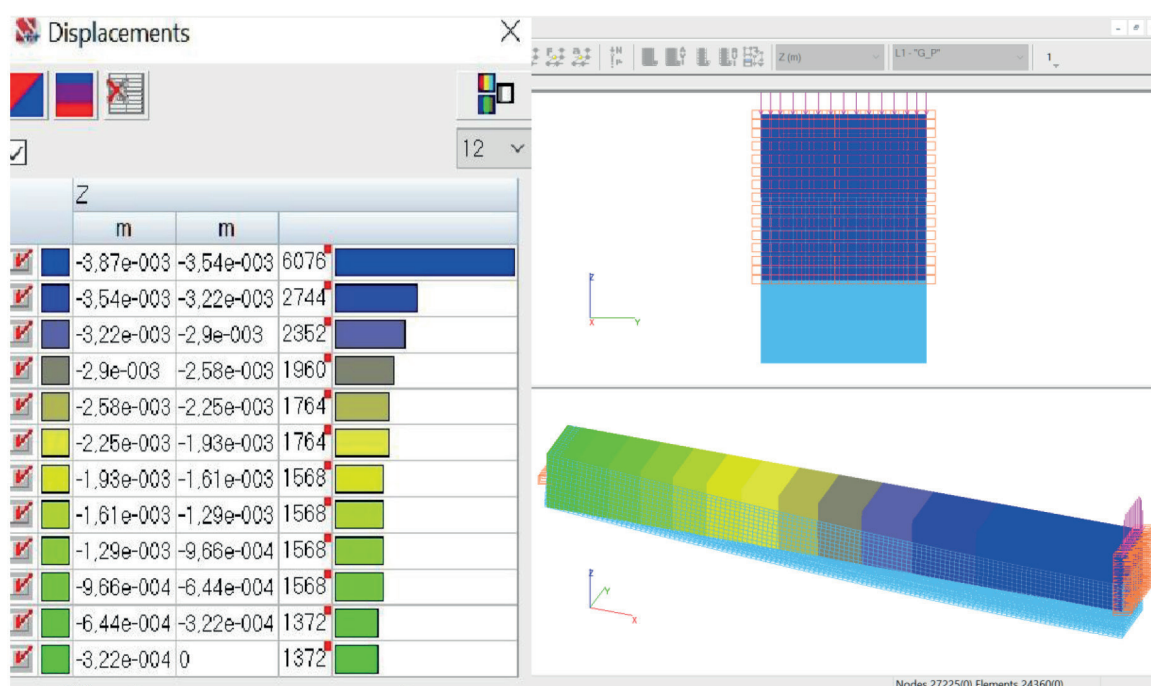 Displacements
12
Z
m m
-3,87e-003 -3,54e-003 6076
-3,54e-003 -3,22e-003 2744
-3,22e-003 -2,9e-003 2352
-2,9e-003 -2,58e-003 1960
-2,58e-003 -2,25e-003 1764
-2,25e-003 -1,93e-003 1764
-1,93e-003 -1,61e-003 1568
-1,61e-003 -1,29e-003 1568
-1,29e-003 -9,66e-004 1568
-9,66e-004 -6,44e-004 1568
-6,44e-004 -3,22e-004 1372
-3,22e-004 0 1372
Z (m) L1 - "G_P" 1
Z
X Y
Z
Y
X
Nodes 27225(0) Elements 24360(0)